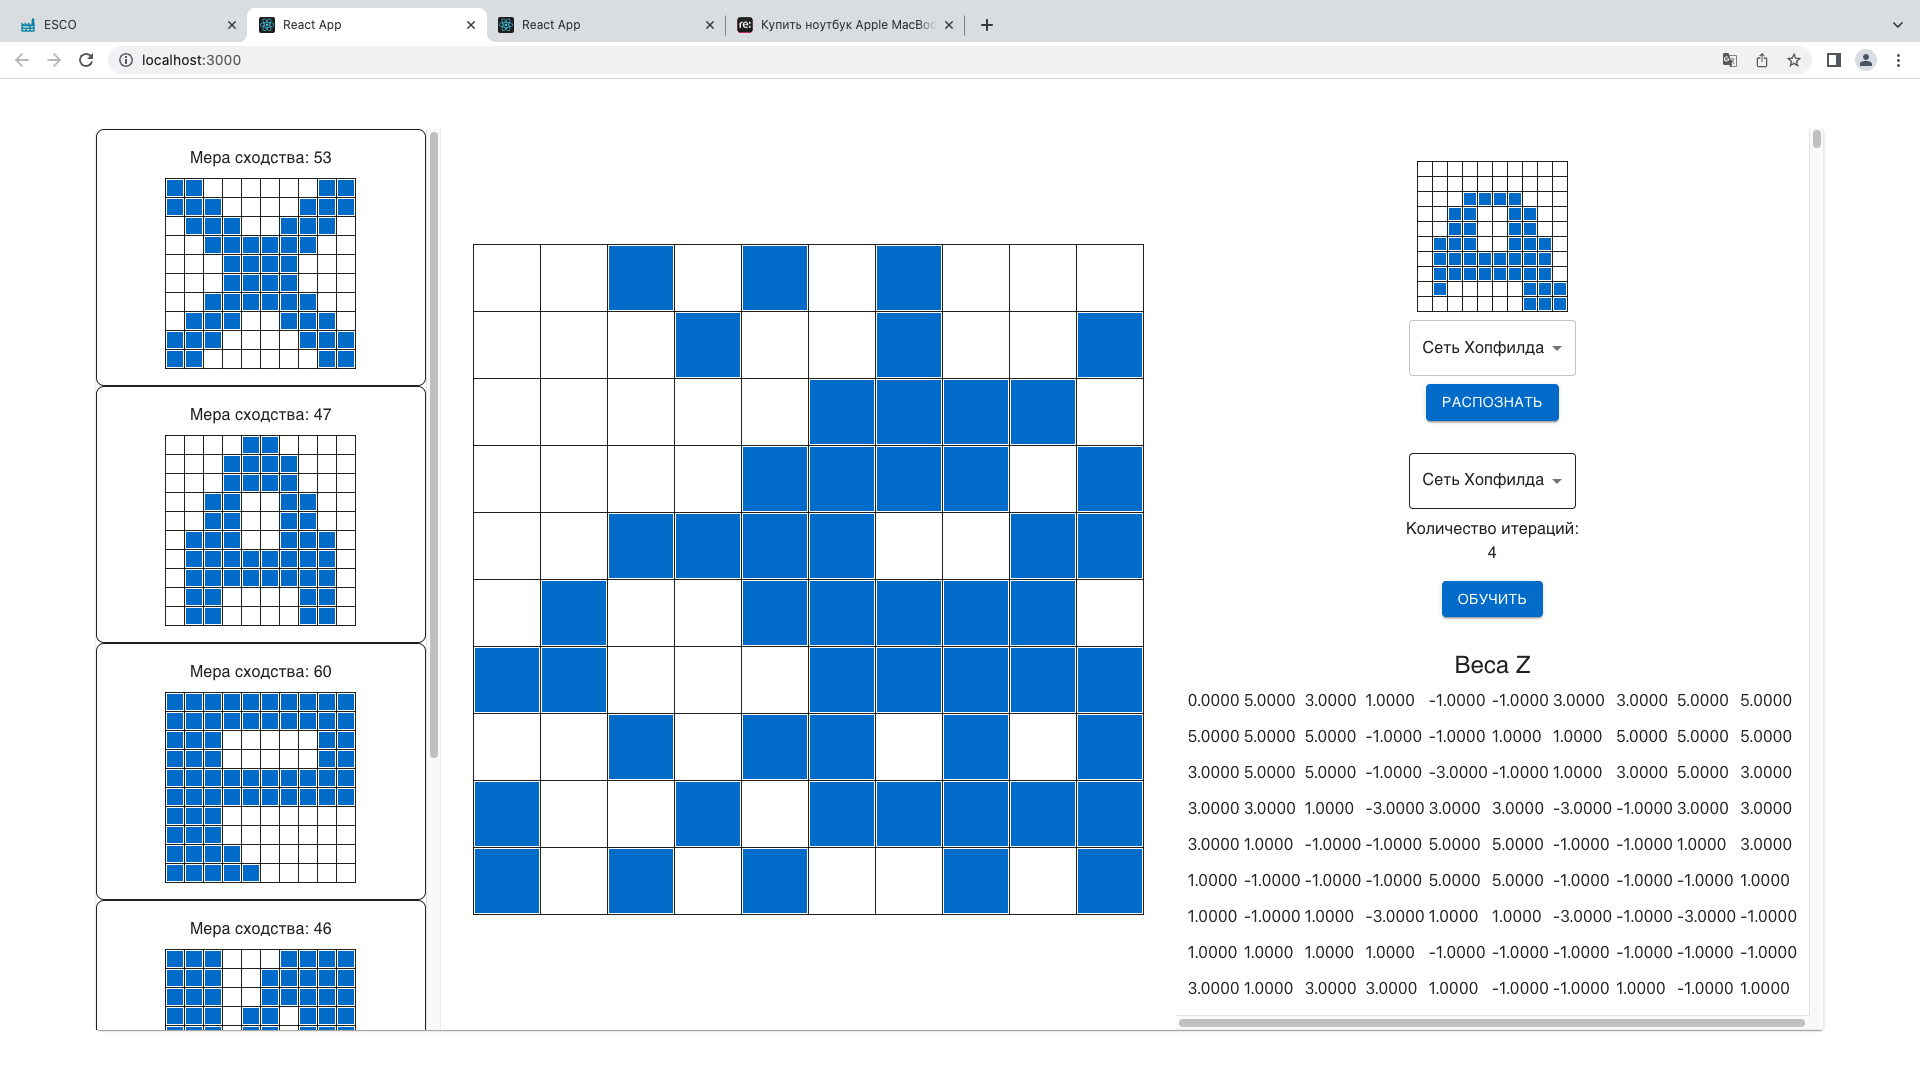 ESCO
React App
React App
Купить ноутбук Apple MacBoo
localhost:3000
Мера сходства: 53
Мера сходства: 47
Мера сходства: 60
Мера сходства: 46
Сеть Хопфилда
РАСПОЗНАТЬ
Сеть Хопфилда
Количество итераций:
4
ОБУЧИТЬ
Веса Z
0.0000 5.0000 3.0000 1.0000 -1.0000 -1.0000 3.0000 3.0000 5.0000 5.0000
5.0000 5.0000 5.0000 -1.0000 -1.0000 1.0000 1.0000 5.0000 5.0000 5.0000
3.0000 5.0000 5.0000 -1.0000 -3.0000 -1.0000 1.0000 3.0000 5.0000 3.0000
3.0000 3.0000 1.0000 -3.0000 3.0000 3.0000 -3.0000 -1.0000 3.0000 3.0000
3.0000 1.0000 -1.0000 -1.0000 5.0000 5.0000 -1.0000 -1.0000 1.0000 3.0000
1.0000 -1.0000 -1.0000 -1.0000 5.0000 5.0000 -1.0000 -1.0000 -1.0000 1.0000
1.0000 -1.0000 1.0000 -3.0000 1.0000 1.0000 -3.0000 -1.0000 -3.0000 -1.0000
1.0000 1.0000 1.0000 1.0000 -1.0000 -1.0000 -1.0000 -1.0000 -1.0000 -1.0000
3.0000 1.0000 3.0000 3.0000 1.0000 -1.0000 -1.0000 1.0000 -1.0000 1.0000